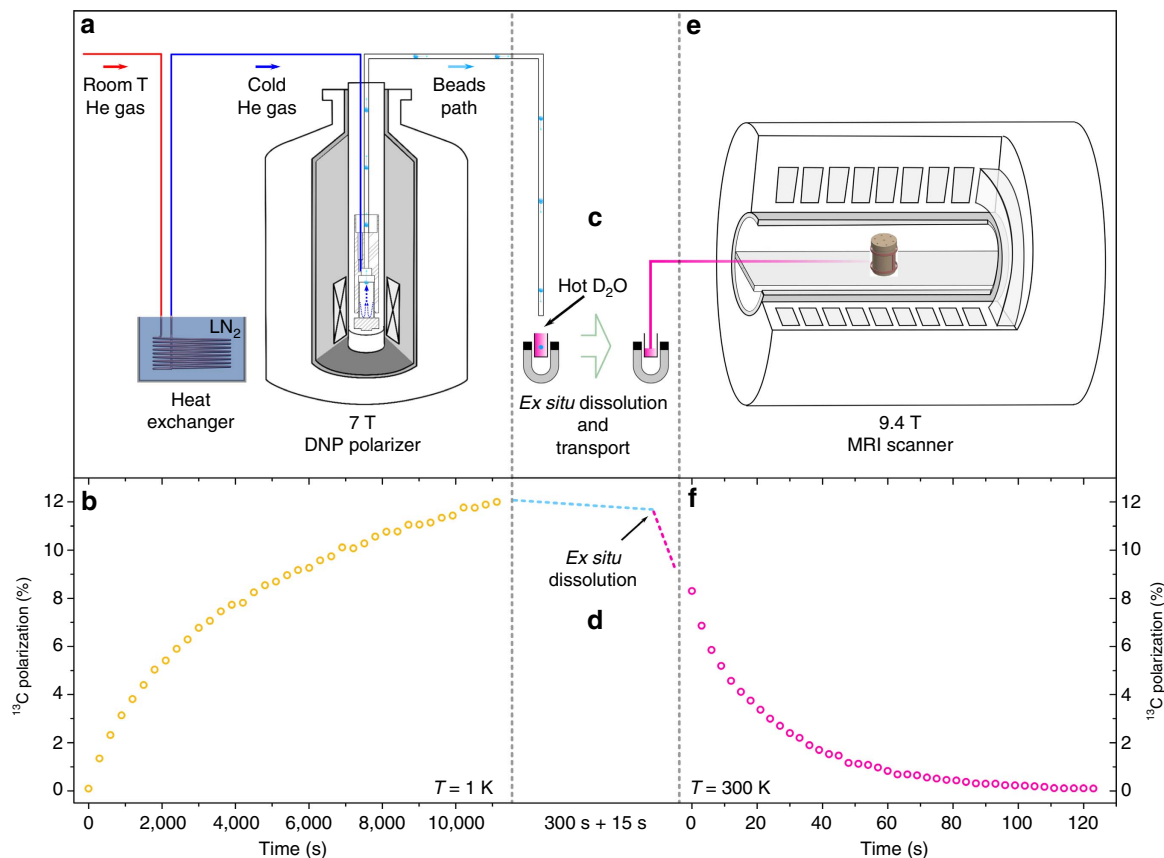 a
e
Room T
He gas
Cold
He gas
Beads
path
c
Hot D₂O
LN₂
Heat
exchanger
7 T
DNP polarizer
Ex situ dissolution
and
transport
9.4 T
MRI scanner
b
12
10
8
6
4
2
0
¹³C polarization (%)
T = 1 K
0
2,000
4,000
6,000
8,000
10,000
Time (s)
Ex situ
dissolution
d
300 s + 15 s
f
12
10
8
6
4
2
0
¹³C polarization (%)
T = 300 K
0
20
40
60
80
100
120
Time (s)